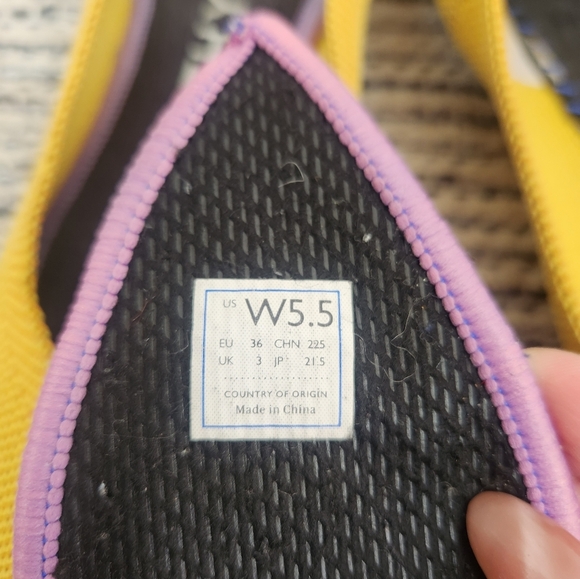 US W5.5
EU 36 CHN 225
UK 3 JP 21.5
COUNTRY OF ORIGIN
Made in China